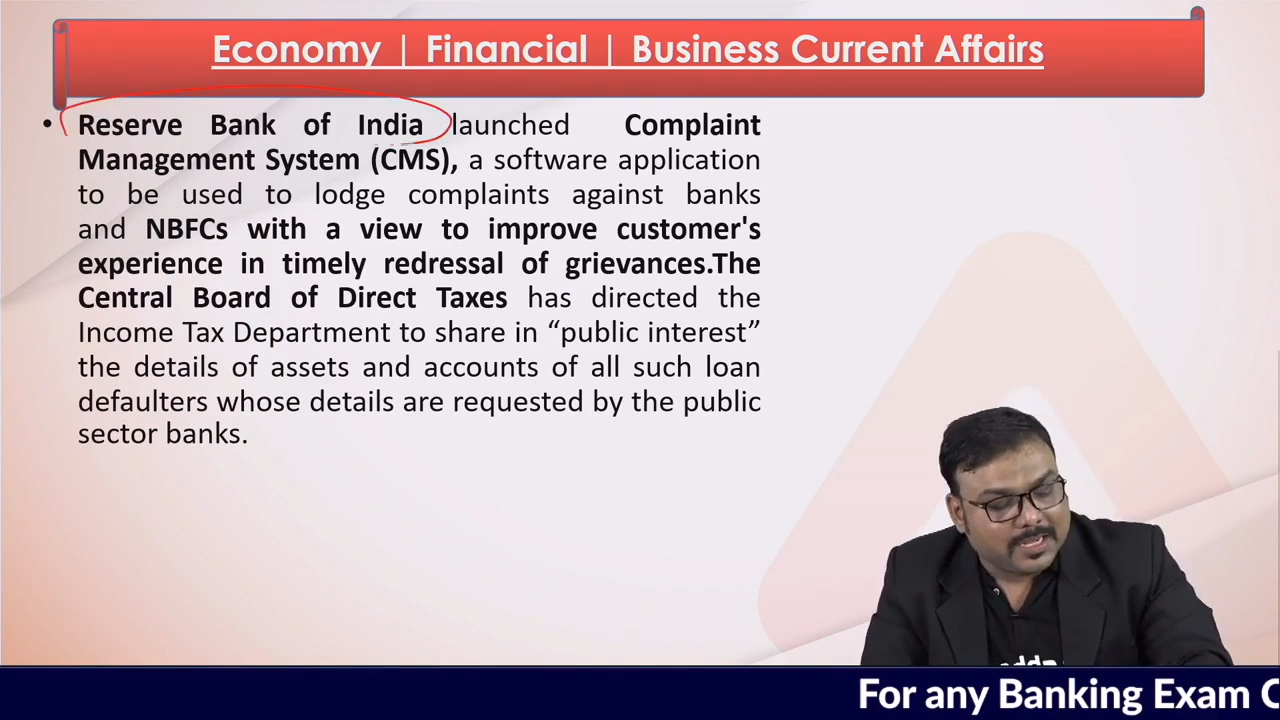 Economy | Financial | Business Current Affairs
• Reserve Bank of India launched Complaint
Management System (CMS), a software application
to be used to lodge complaints against banks
and NBFCs with a view to improve customer's
experience in timely redressal of grievances.The
Central Board of Direct Taxes has directed the
Income Tax Department to share in “public interest”
the details of assets and accounts of all such loan
defaulters whose details are requested by the public
sector banks.
For any Banking Exam C